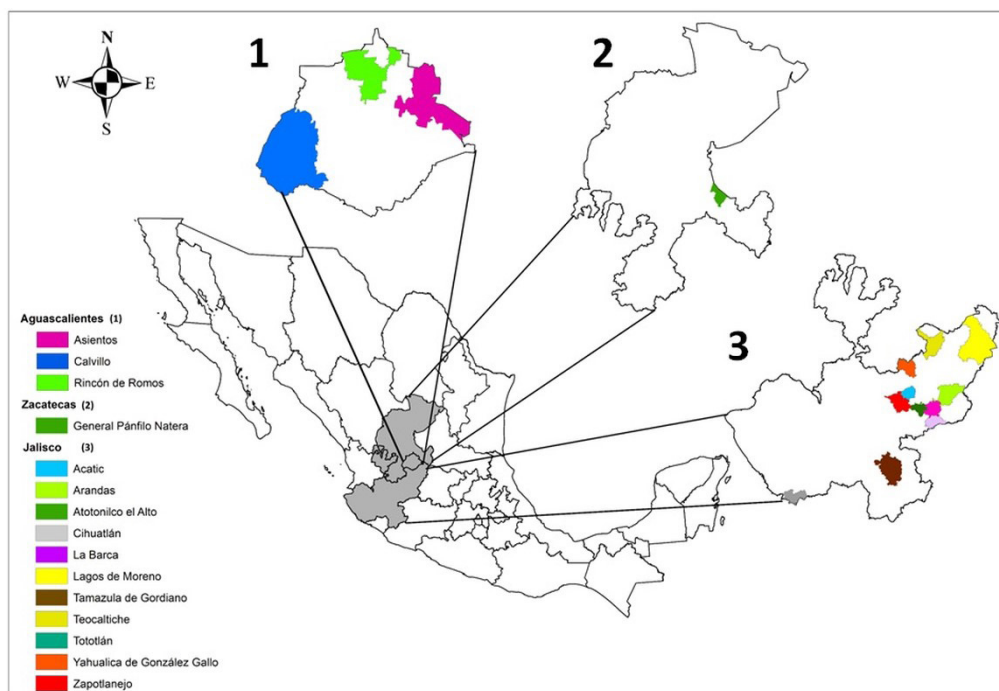 N
W E
S
1
2
3
Aguascalientes (1)
Asientos
Calvillo
Rincón de Romos
Zacatecas (2)
General Pánfilo Natera
Jalisco (3)
Acatic
Arandas
Atotonilco el Alto
Cihuatlán
La Barca
Lagos de Moreno
Tamazula de Gordiano
Teocaltiche
Tototlán
Yahualica de González Gallo
Zapotlanejo